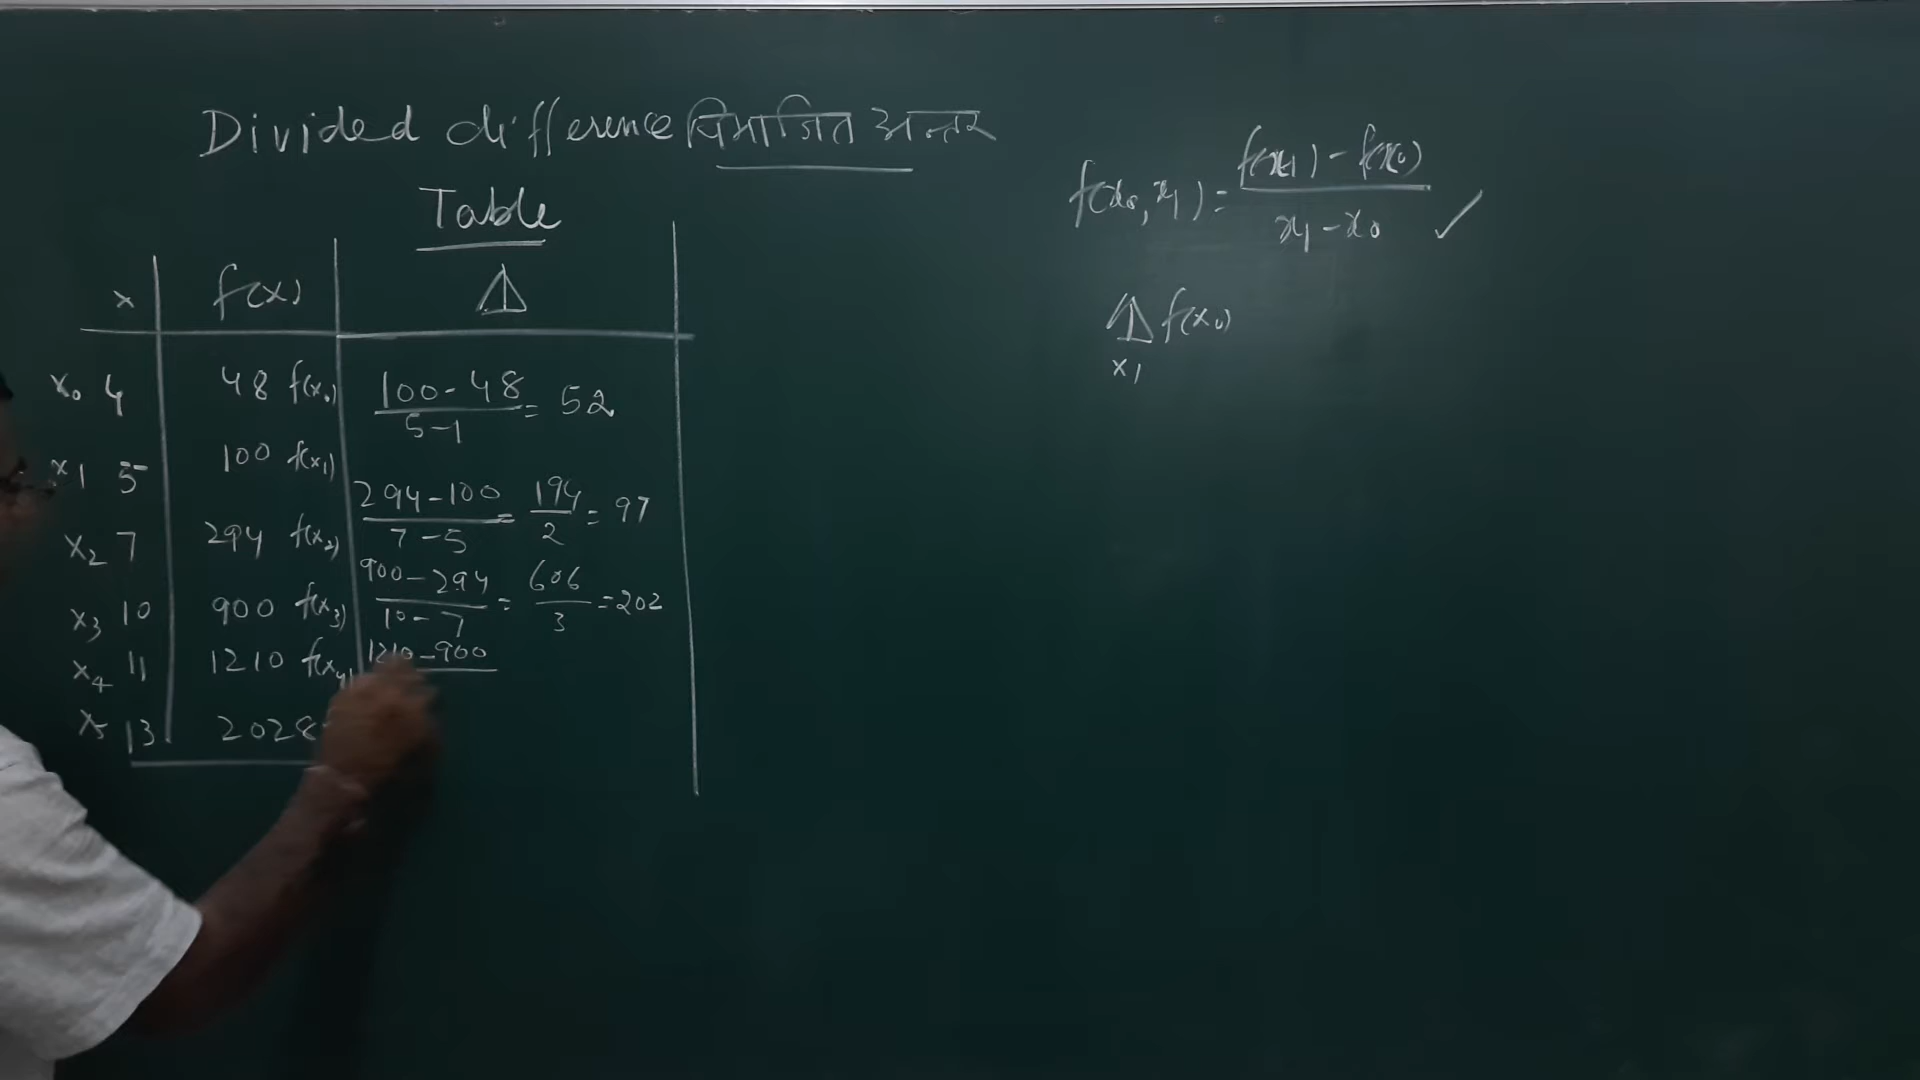 Divided difference विभाजित अन्तर
Table
x f(x) ⍋
x₀ 4 48 f(x₀) (100-48)/(5-1) = 52
x₁ 5 100 f(x₁)
(294-100)/(7-5) = 194/2 = 97
x₂ 7 294 f(x₂)
(900-294)/(10-7) = 606/3 = 202
x₃ 10 900 f(x₃)
x₄ 11 1210 f(x₄) 1210-900
x₅ 13 2028
f(x₀, x₁) = (f(x₁) - f(x₀))/(x₁ - x₀) ✓
⍋ f(x₀)
x₁